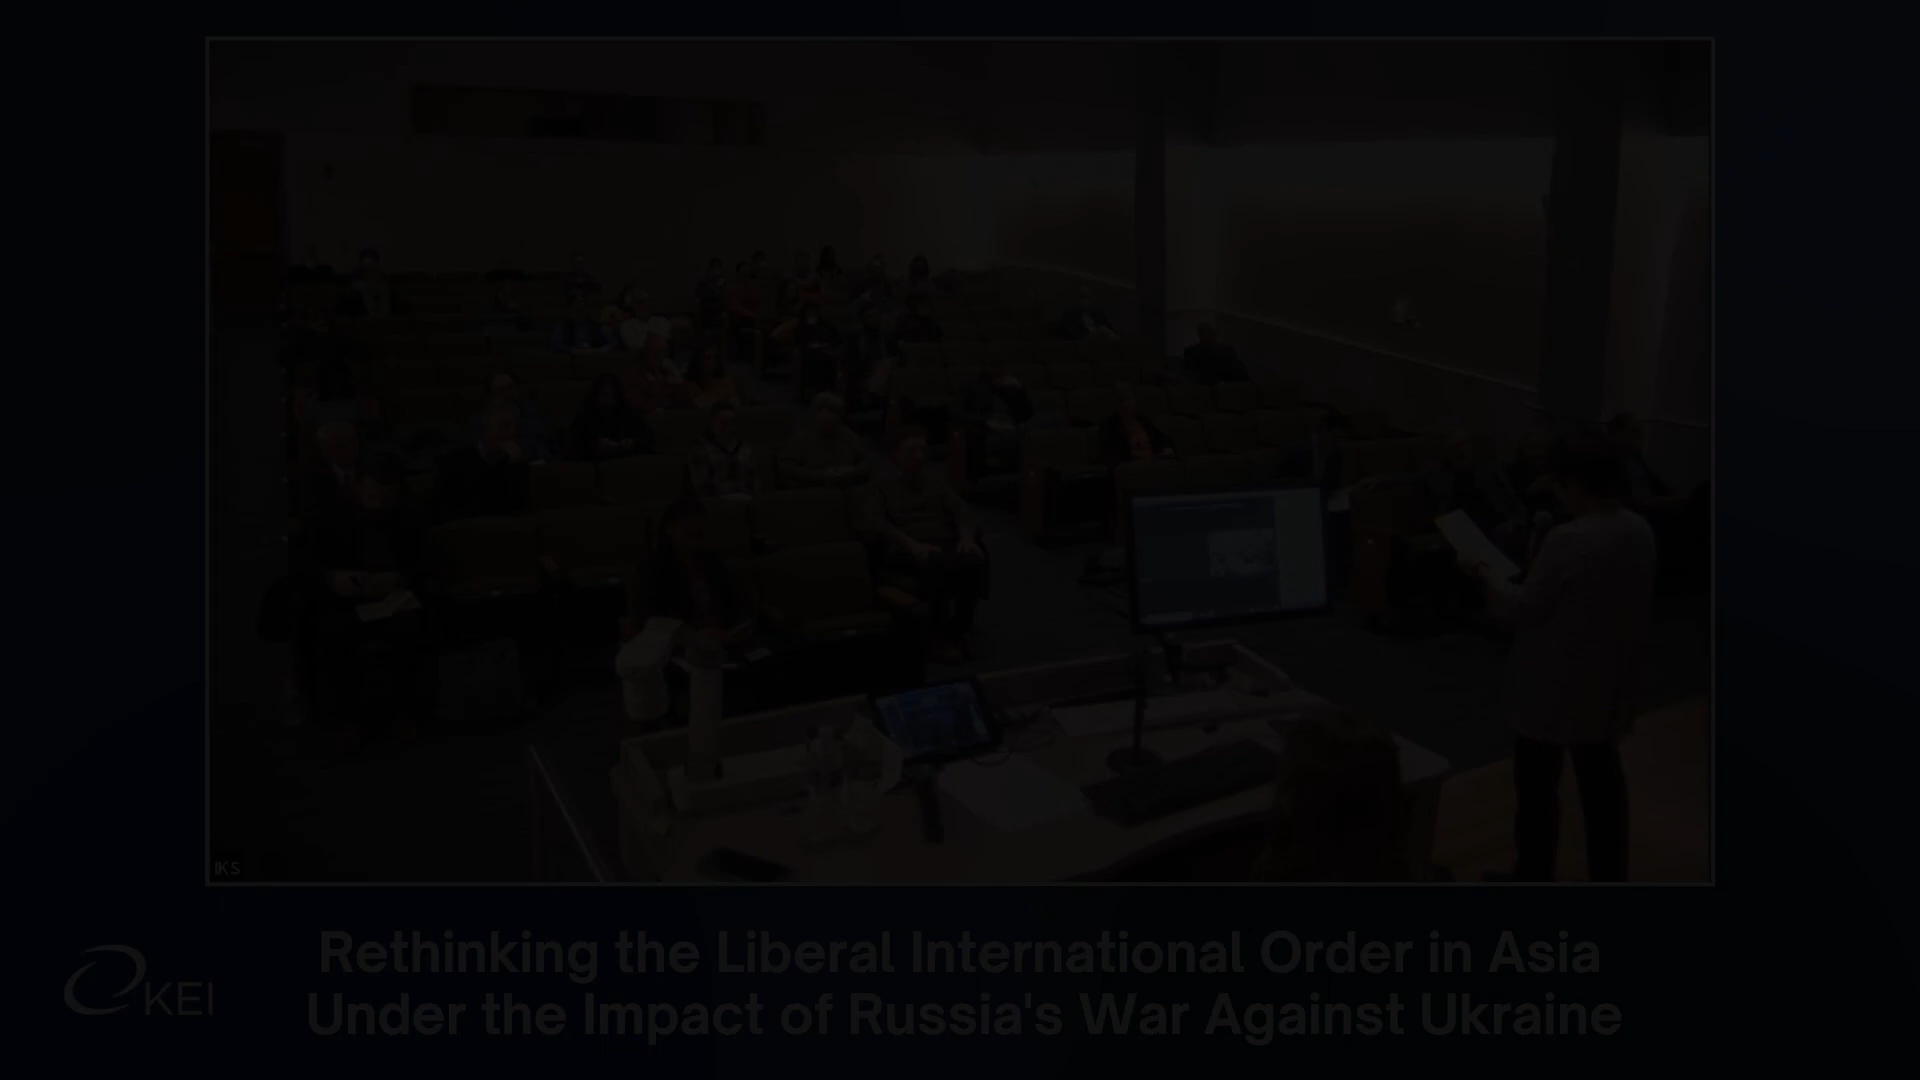 IKS
Rethinking the Liberal International Order in Asia
Under the Impact of Russia's War Against Ukraine
KEI